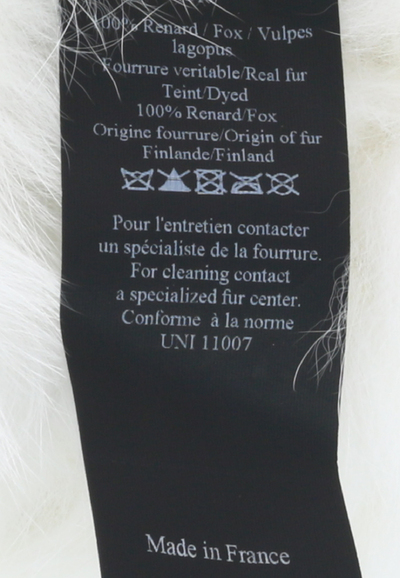 100% Renard / Fox / Vulpes
lagopus
Fourrure veritable/Real fur
Teint/Dyed
100% Renard/Fox
Origine fourrure/Origin of fur
Finlande/Finland
Pour l'entretien contacter
un spécialiste de la fourrure.
For cleaning contact
a specialized fur center.
Conforme à la norme
UNI 11007
Made in France